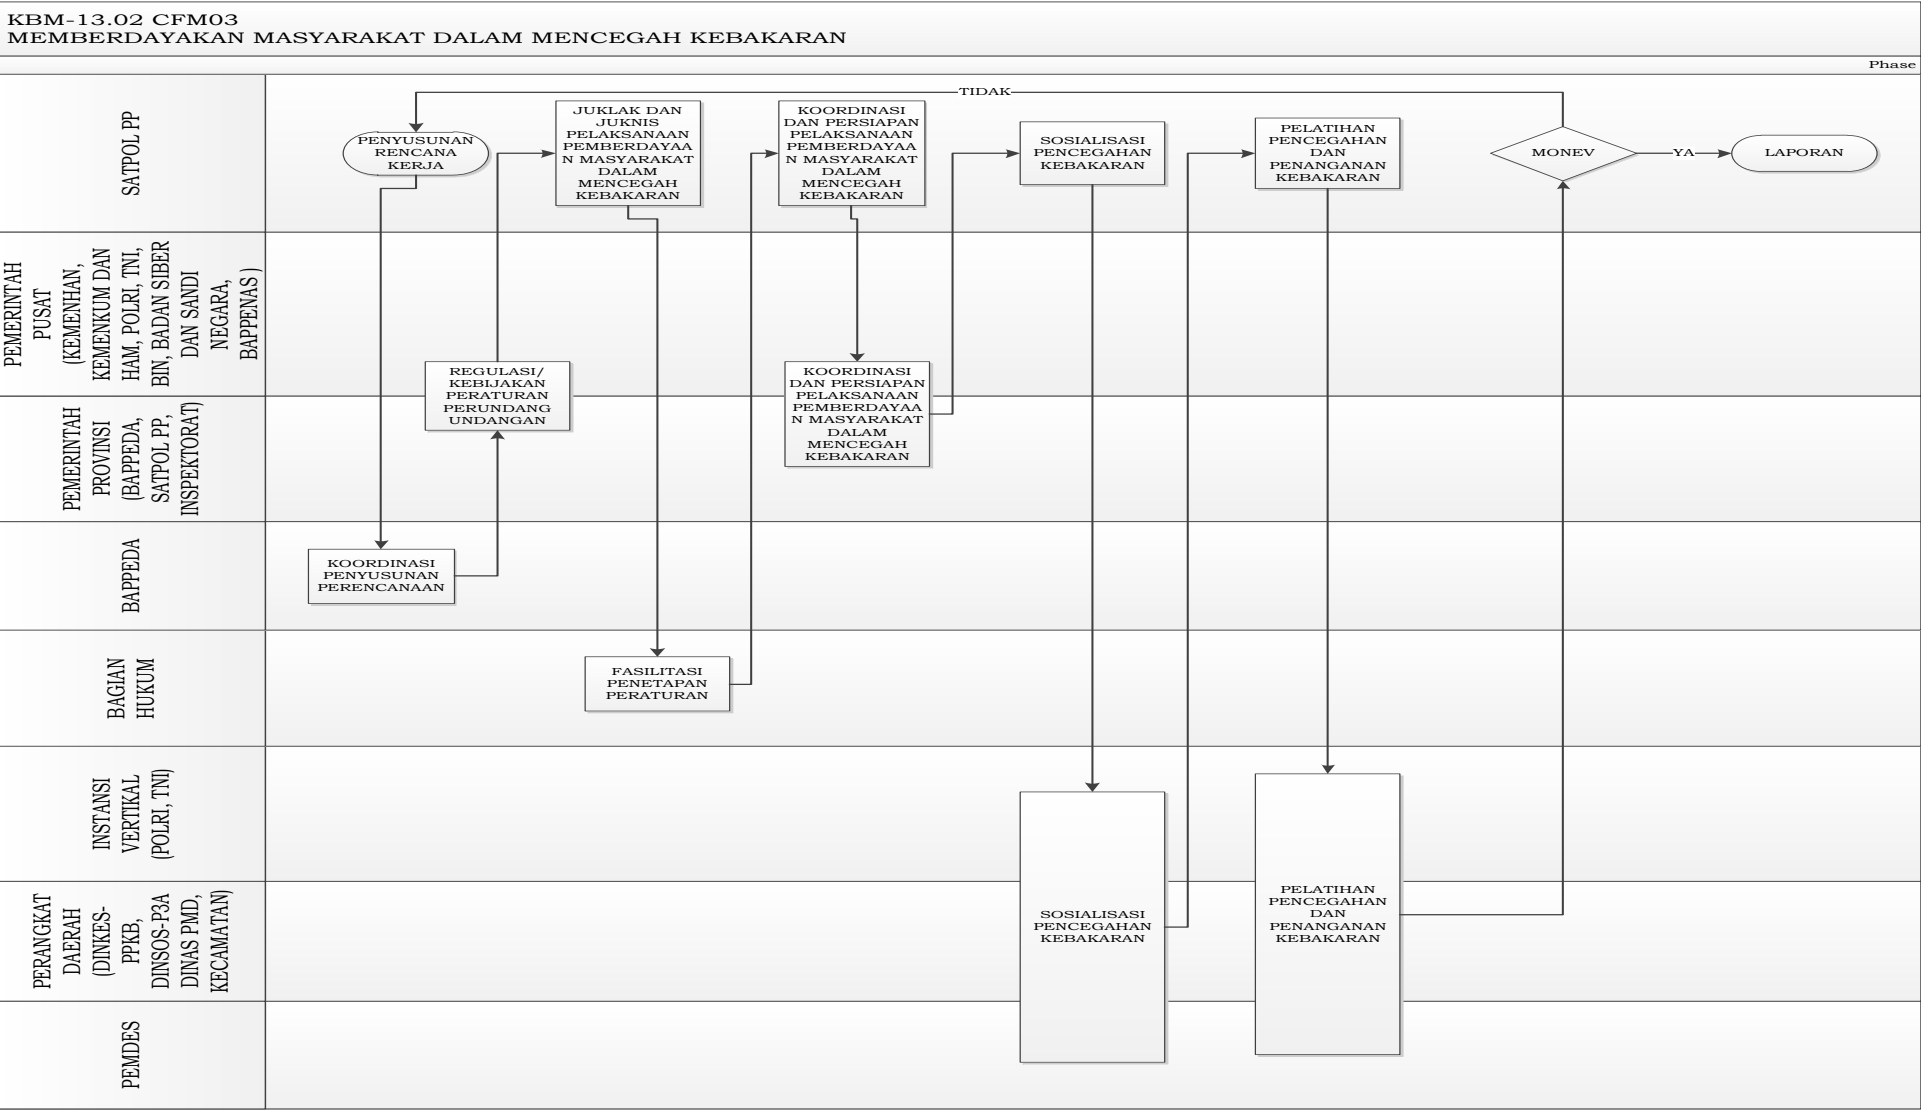 KBM-13.02 CFM03
MEMBERDAYAKAN MASYARAKAT DALAM MENCEGAH KEBAKARAN
Phase
SATPOL PP
TIDAK
PENYUSUNAN
RENCANA
KERJA
JUKLAK DAN
JUKNIS
PELAKSANAAN
PEMBERDAYAA
N MASYARAKAT
DALAM
MENCEGAH
KEBAKARAN
KOORDINASI
DAN PERSIAPAN
PELAKSANAAN
PEMBERDAYAA
N MASYARAKAT
DALAM
MENCEGAH
KEBAKARAN
SOSIALISASI
PENCEGAHAN
KEBAKARAN
PELATIHAN
PENCEGAHAN
DAN
PENANGANAN
KEBAKARAN
MONEV
YA
LAPORAN
PEMERINTAH
PUSAT
(KEMENHAN,
KEMENKUM DAN
HAM, POLRI, TNI,
BIN, BADAN SIBER
DAN SANDI
NEGARA,
BAPPENAS )
REGULASI/
KEBIJAKAN
PERATURAN
PERUNDANG
UNDANGAN
KOORDINASI
DAN PERSIAPAN
PELAKSANAAN
PEMBERDAYAA
N MASYARAKAT
DALAM
MENCEGAH
KEBAKARAN
PEMERINTAH
PROVINSI
(BAPPEDA,
SATPOL PP,
INSPEKTORAT)
BAPPEDA
KOORDINASI
PENYUSUNAN
PERENCANAAN
BAGIAN
HUKUM
FASILITASI
PENETAPAN
PERATURAN
INSTANSI
VERTIKAL
(POLRI, TNI)
PERANGKAT
DAERAH
(DINKES-
PPKB,
DINSOS-P3A
DINAS PMD,
KECAMATAN)
SOSIALISASI
PENCEGAHAN
KEBAKARAN
PELATIHAN
PENCEGAHAN
DAN
PENANGANAN
KEBAKARAN
PEMDES